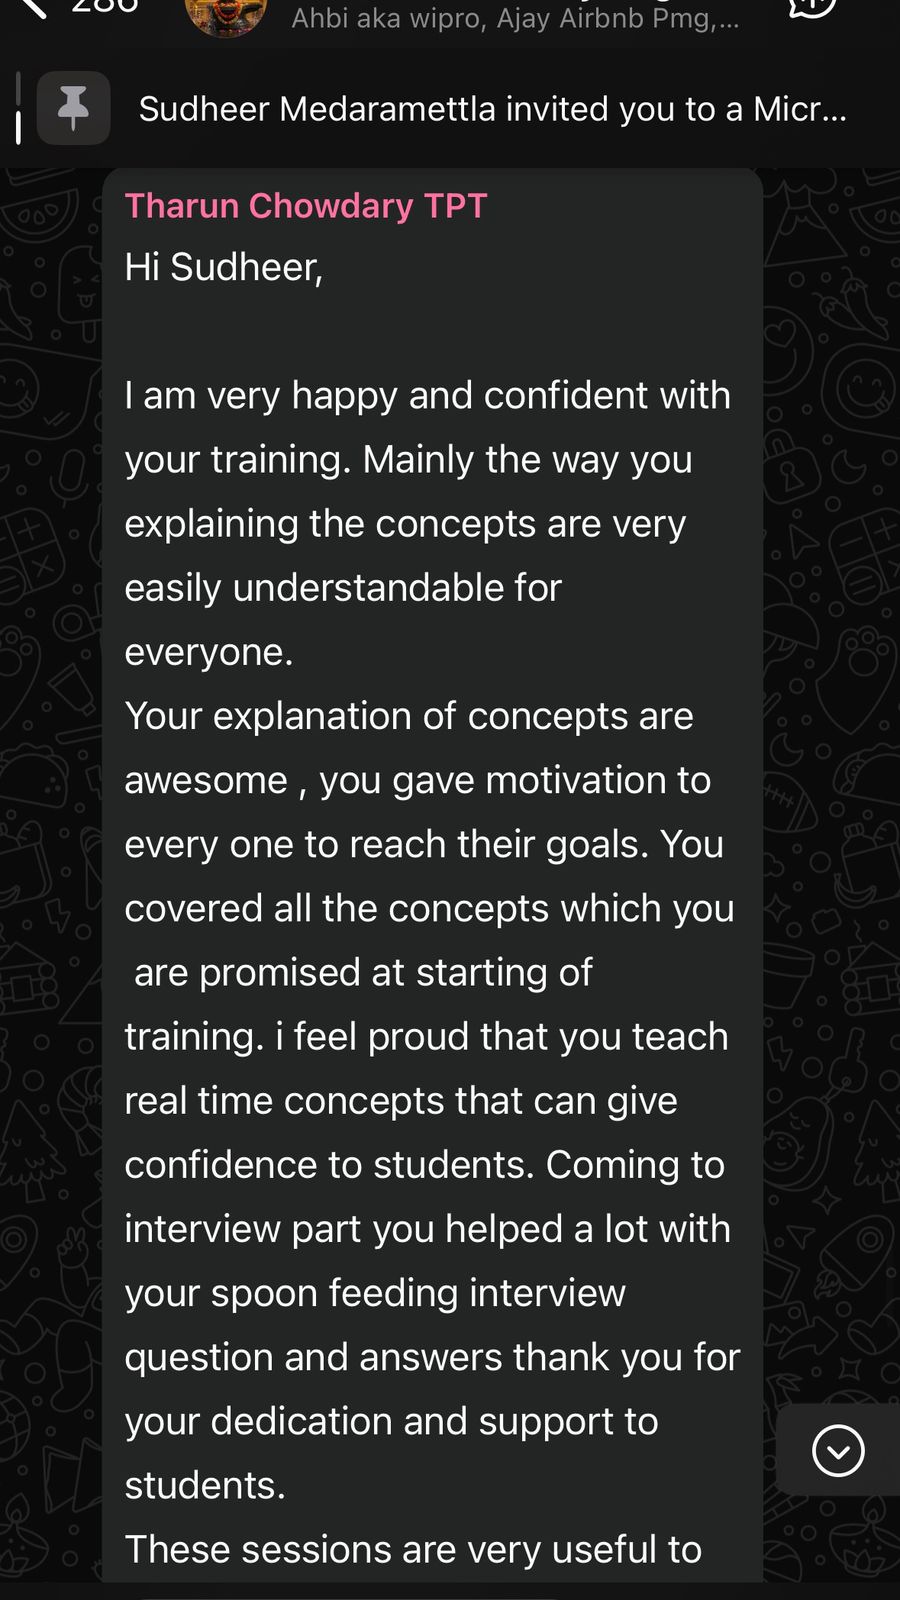 286
Ahbi aka wipro, Ajay Airbnb Pmg,...
Sudheer Medaramettla invited you to a Micr...
Tharun Chowdary TPT
Hi Sudheer,
I am very happy and confident with
your training. Mainly the way you
explaining the concepts are very
easily understandable for
everyone.
Your explanation of concepts are
awesome , you gave motivation to
every one to reach their goals. You
covered all the concepts which you
are promised at starting of
training. i feel proud that you teach
real time concepts that can give
confidence to students. Coming to
interview part you helped a lot with
your spoon feeding interview
question and answers thank you for
your dedication and support to
students.
These sessions are very useful to